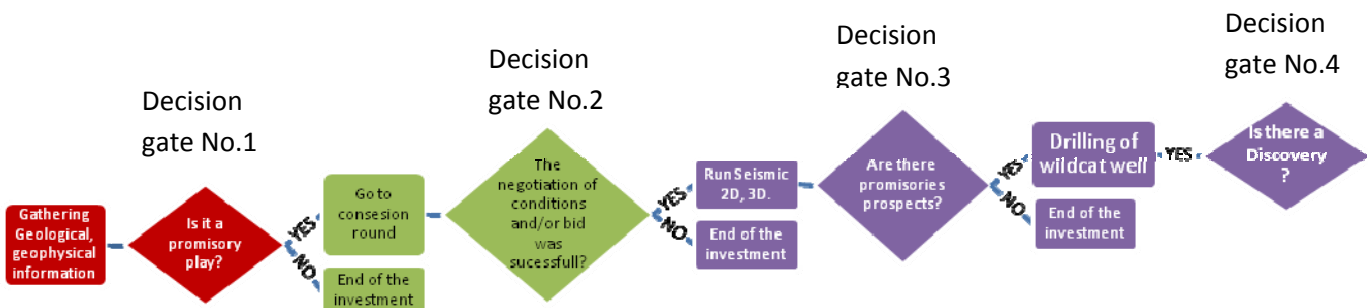 Decision
gate No.1
Decision
gate No.2
Decision
gate No.3
Decision
gate No.4
Gathering
Geological,
geophysical
information
Is it a
promisory
play?
YES
NO
Go to
consesion
round
End of the
investment
The
negotiation of
conditions
and/or bid
was
sucessfull?
YES
NO
Run Seismic
2D, 3D.
End of the
investment
Are there
promisories
prospects?
YES
NO
Drilling of
wildcat well
End of the
investment
YES
Is there a
Discovery
?